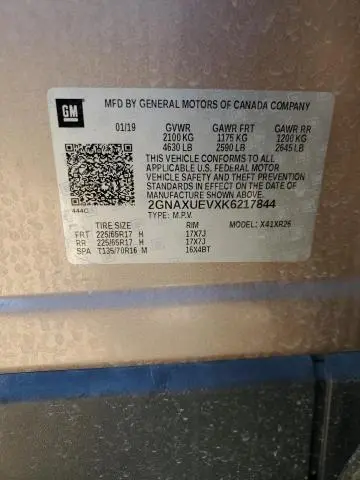 GM
MFD BY GENERAL MOTORS OF CANADA COMPANY
01/19 GVWR GAWR FRT GAWR RR
2100 KG 1175 KG 1200 KG
4630 LB 2590 LB 2645 LB
THIS VEHICLE CONFORMS TO ALL
APPLICABLE U.S. FEDERAL MOTOR
VEHICLE SAFETY AND THEFT PREVENTION
STANDARDS IN EFFECT ON THE DATE OF
MANUFACTURE SHOWN ABOVE.
2GNAXUEVXK6217844
444C TYPE: M.P.V. MODEL: X41XR26
TIRE SIZE RIM
FRT 225/65R17 H 17X7J
RR 225/65R17 H 17X7J
SPA T135/70R16 M 16X4BT